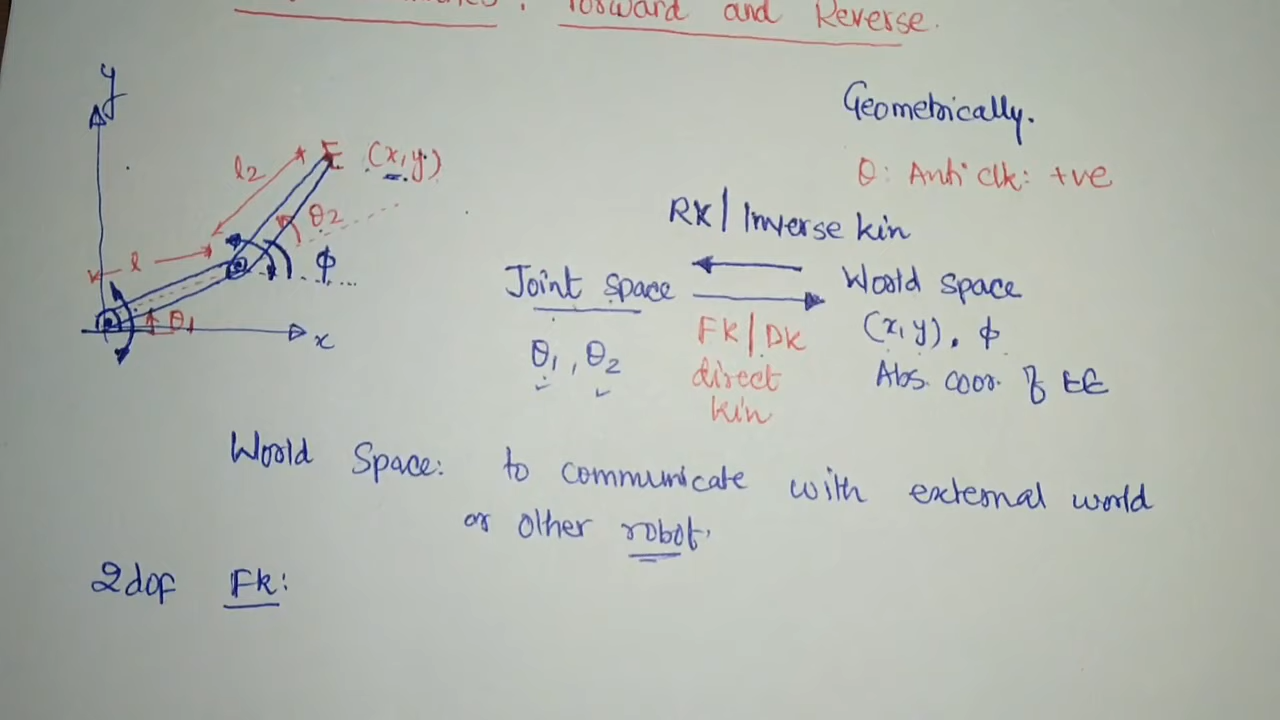 : Forward and Reverse.
y
Geometrically.
l2
E (x,y)
θ: Anti clk: +ve
θ2
RK/Inverse kin
l
ϕ
Joint space
World space
θ1
x
FK/DK
(x,y), ϕ
θ1, θ2
direct
Abs. coor. of EE
kin
World Space: to communicate with external world
or other robot.
2dof Fk: